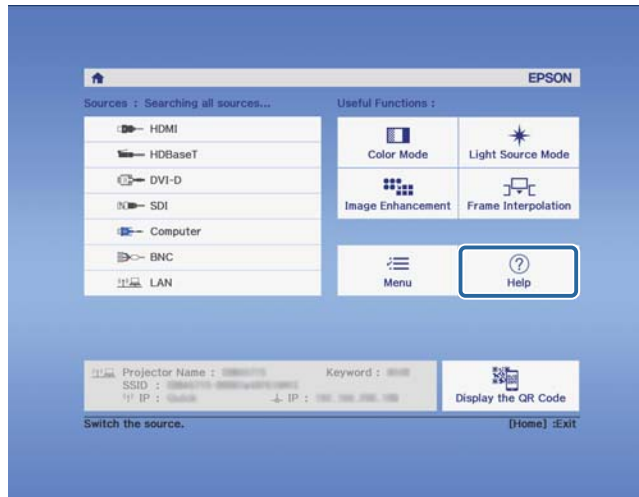 EPSON
Sources : Searching all sources...
Useful Functions :
HDMI
HDBaseT
DVI-D
SDI
Computer
BNC
LAN
Color Mode
Light Source Mode
Image Enhancement
Frame Interpolation
Menu
Help
Projector Name :
Keyword :
SSID :
IP :
IP :
Display the QR Code
Switch the source.
[Home] :Exit